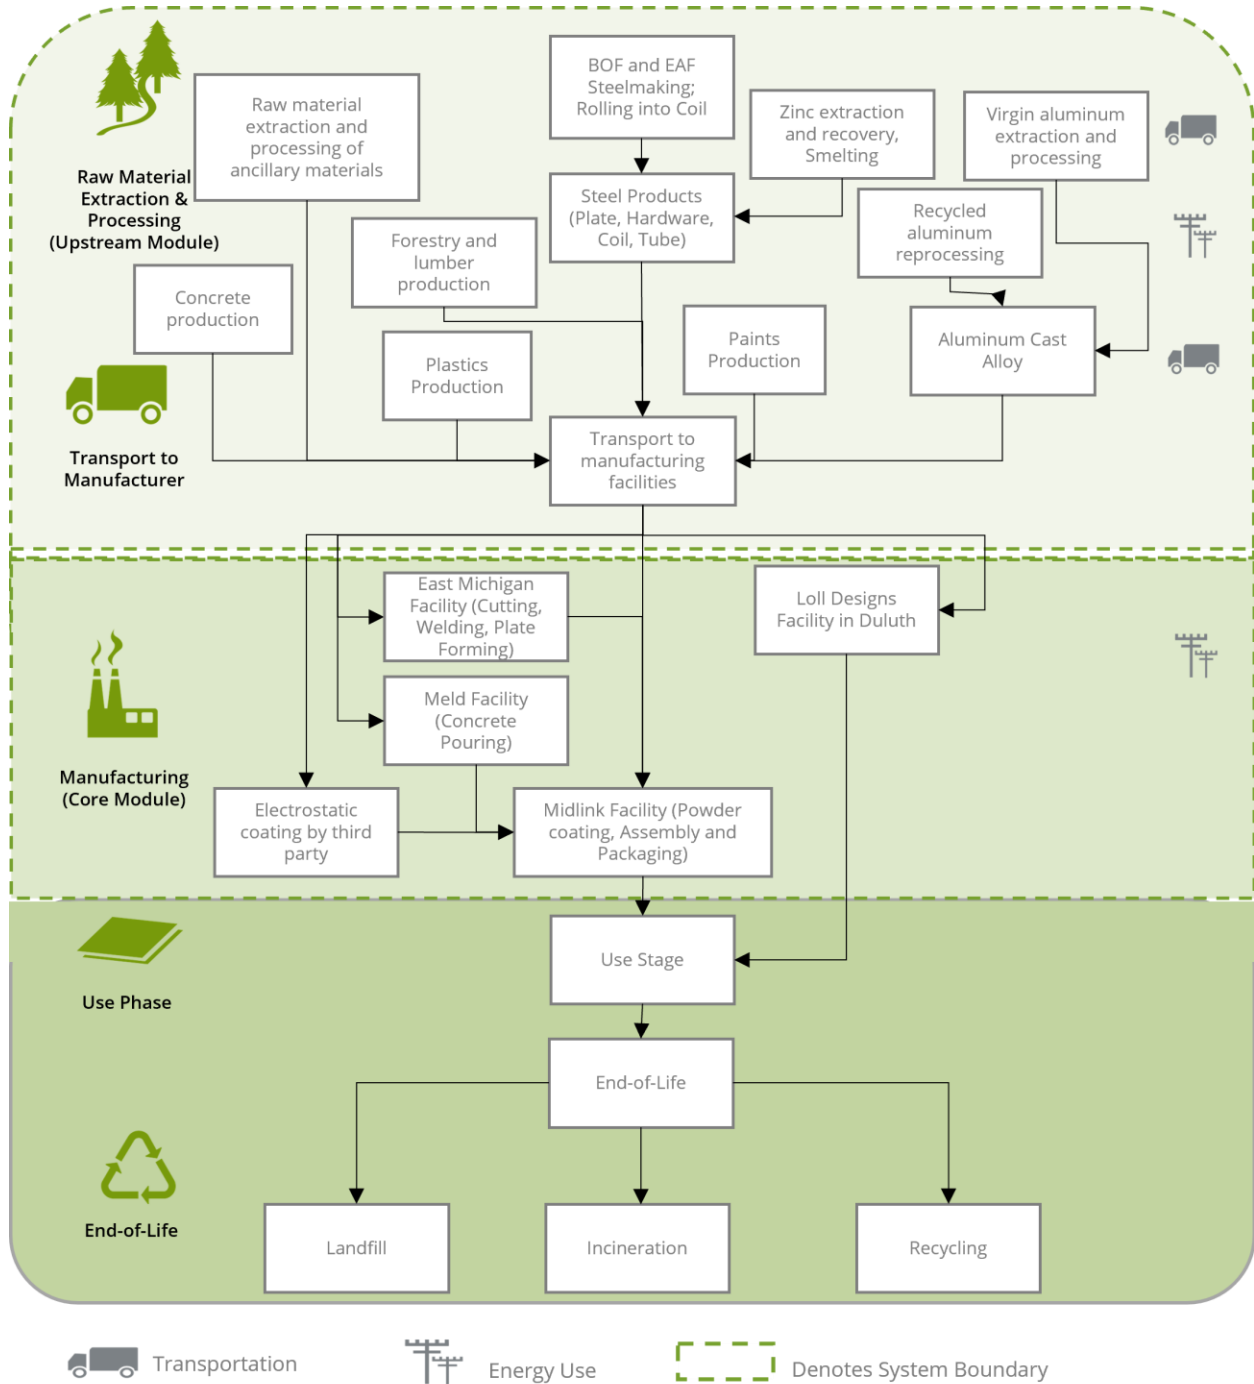 BOF and EAF
Steelmaking;
Rolling into Coil
Raw material
extraction and
processing of
ancillary materials
Zinc extraction
and recovery,
Smelting
Virgin aluminum
extraction and
processing
Raw Material
Extraction &
Processing
(Upstream Module)
Steel Products
(Plate, Hardware,
Coil, Tube)
Recycled
aluminum
reprocessing
Forestry and
lumber
production
Concrete
production
Plastics
Production
Paints
Production
Aluminum Cast
Alloy
Transport to
Manufacturer
Transport to
manufacturing
facilities
East Michigan
Facility (Cutting,
Welding, Plate
Forming)
Loll Designs
Facility in Duluth
Meld Facility
(Concrete
Pouring)
Manufacturing
(Core Module)
Electrostatic
coating by third
party
Midlink Facility (Powder
coating, Assembly and
Packaging)
Use Phase
Use Stage
End-of-Life
End-of-Life
Landfill
Incineration
Recycling
Transportation
Energy Use
Denotes System Boundary